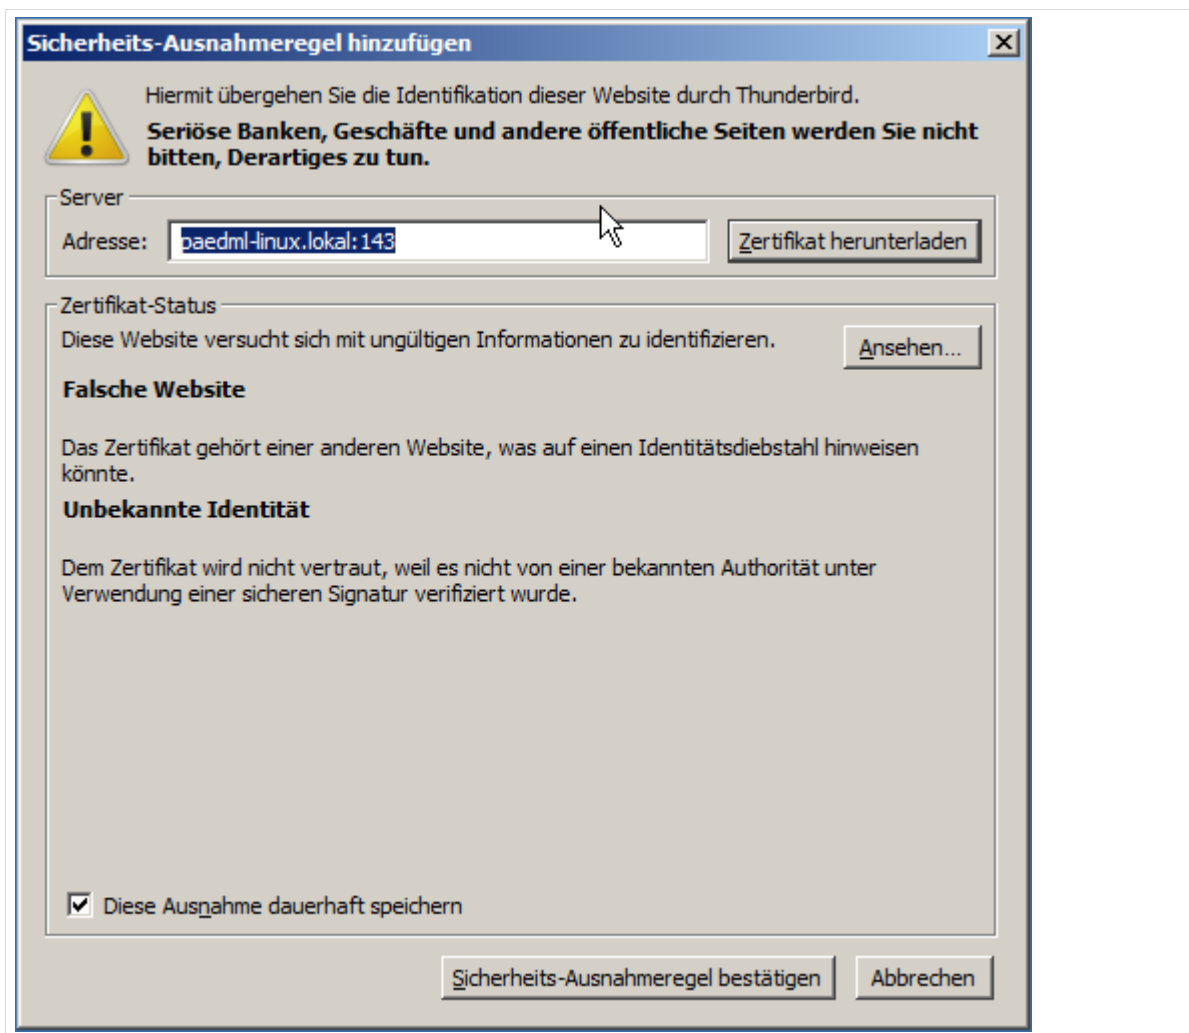 Sicherheits-Ausnahmeregel hinzufügen
Hiermit übergehen Sie die Identifikation dieser Website durch Thunderbird.
Seriöse Banken, Geschäfte und andere öffentliche Seiten werden Sie nicht
bitten, Derartiges zu tun.
Server
Adresse: paedml-linux.lokal:143 Zertifikat herunterladen
Zertifikat-Status
Diese Website versucht sich mit ungültigen Informationen zu identifizieren. Ansehen...
Falsche Website
Das Zertifikat gehört einer anderen Website, was auf einen Identitätsdiebstahl hinweisen
könnte.
Unbekannte Identität
Dem Zertifikat wird nicht vertraut, weil es nicht von einer bekannten Authorität unter
Verwendung einer sicheren Signatur verifiziert wurde.
Diese Ausnahme dauerhaft speichern
Sicherheits-Ausnahmeregel bestätigen Abbrechen